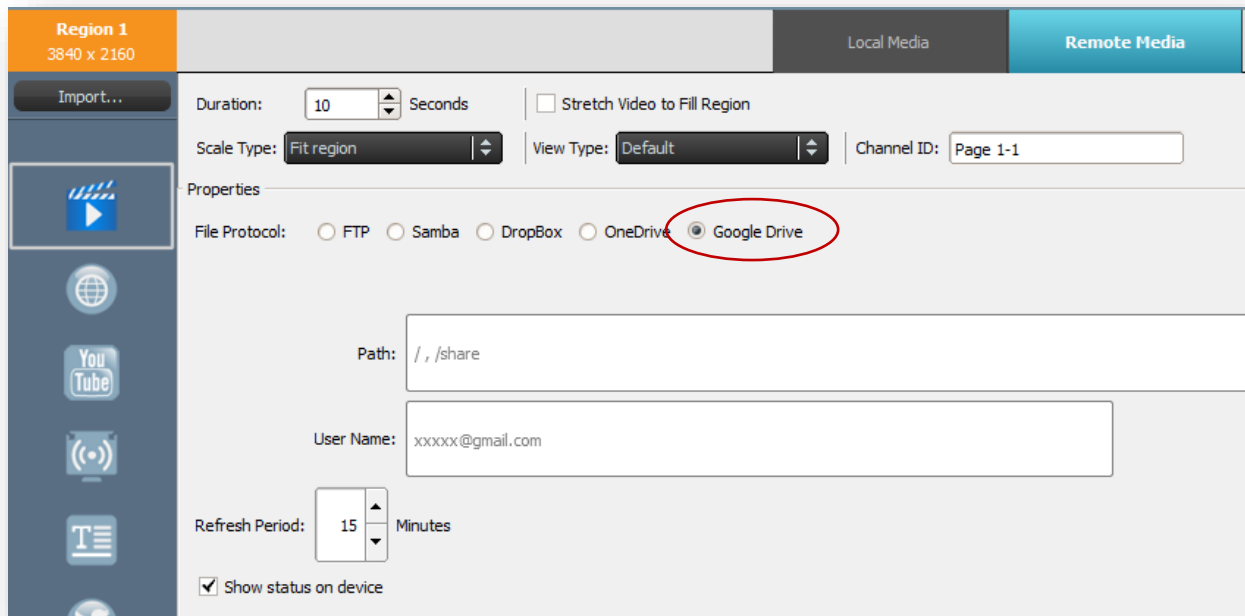 Region 1
3840 x 2160
Local Media
Remote Media
Import...
Duration: 10 Seconds Stretch Video to Fill Region
Scale Type: Fit region View Type: Default Channel ID: Page 1-1
Properties
File Protocol: FTP Samba DropBox OneDrive Google Drive
You
Tube
Path: / , /share
User Name: xxxxx@gmail.com
Refresh Period: 15 Minutes
T
Show status on device